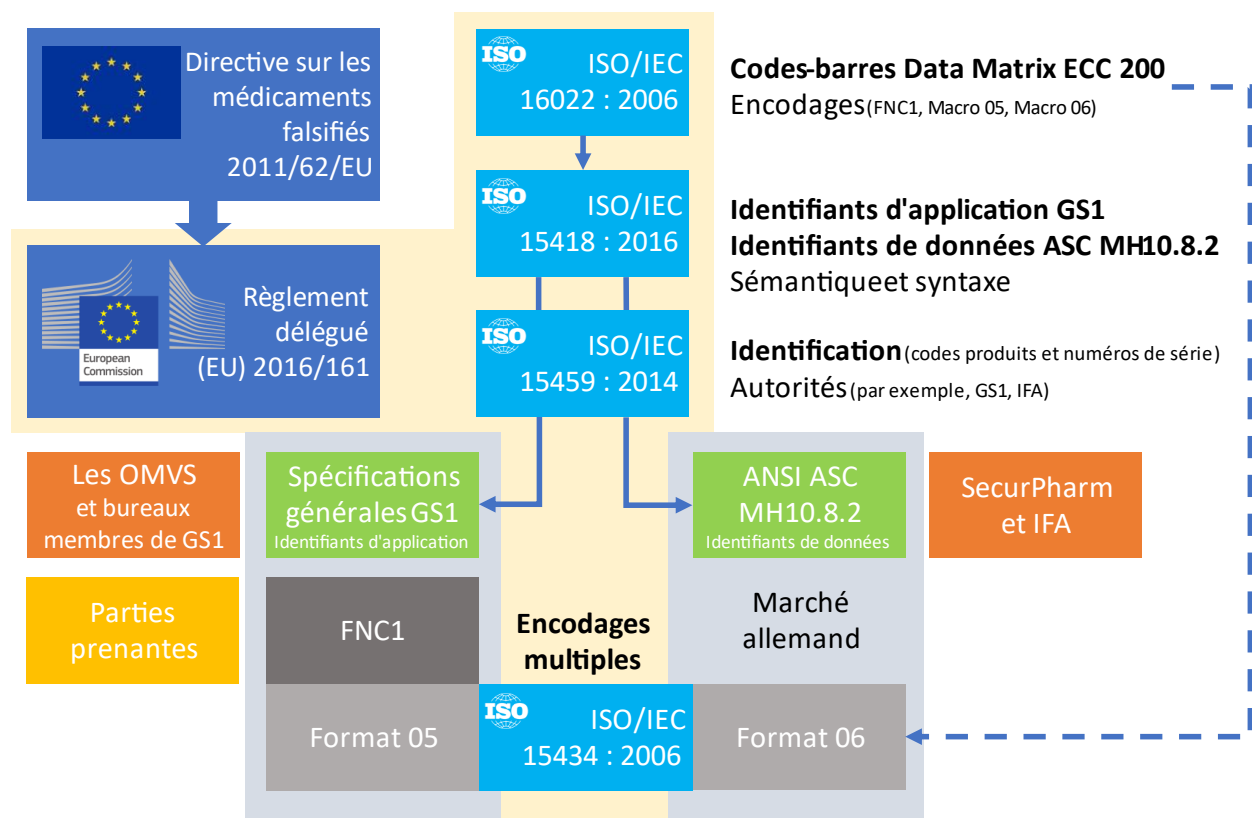 Directive sur les
médicaments
falsifiés
2011/62/EU
ISO
ISO/IEC
16022 : 2006
Codes-barres Data Matrix ECC 200
Encodages(FNC1, Macro 05, Macro 06)
ISO
ISO/IEC
15418 : 2016
Identifiants d'application GS1
Identifiants de données ASC MH10.8.2
Sémantiqueet syntaxe
European
Commission
Règlement
délégué
(EU) 2016/161
ISO
ISO/IEC
15459 : 2014
Identification (codes produits et numéros de série)
Autorités (par exemple, GS1, IFA)
Les OMVS
et bureaux
membres de GS1
Spécifications
générales GS1
Identifiants d'application
ANSI ASC
MH10.8.2
Identifiants de données
SecurPharm
et IFA
Parties
prenantes
FNC1
Encodages
multiples
Marché
allemand
Format 05
ISO
ISO/IEC
15434 : 2006
Format 06